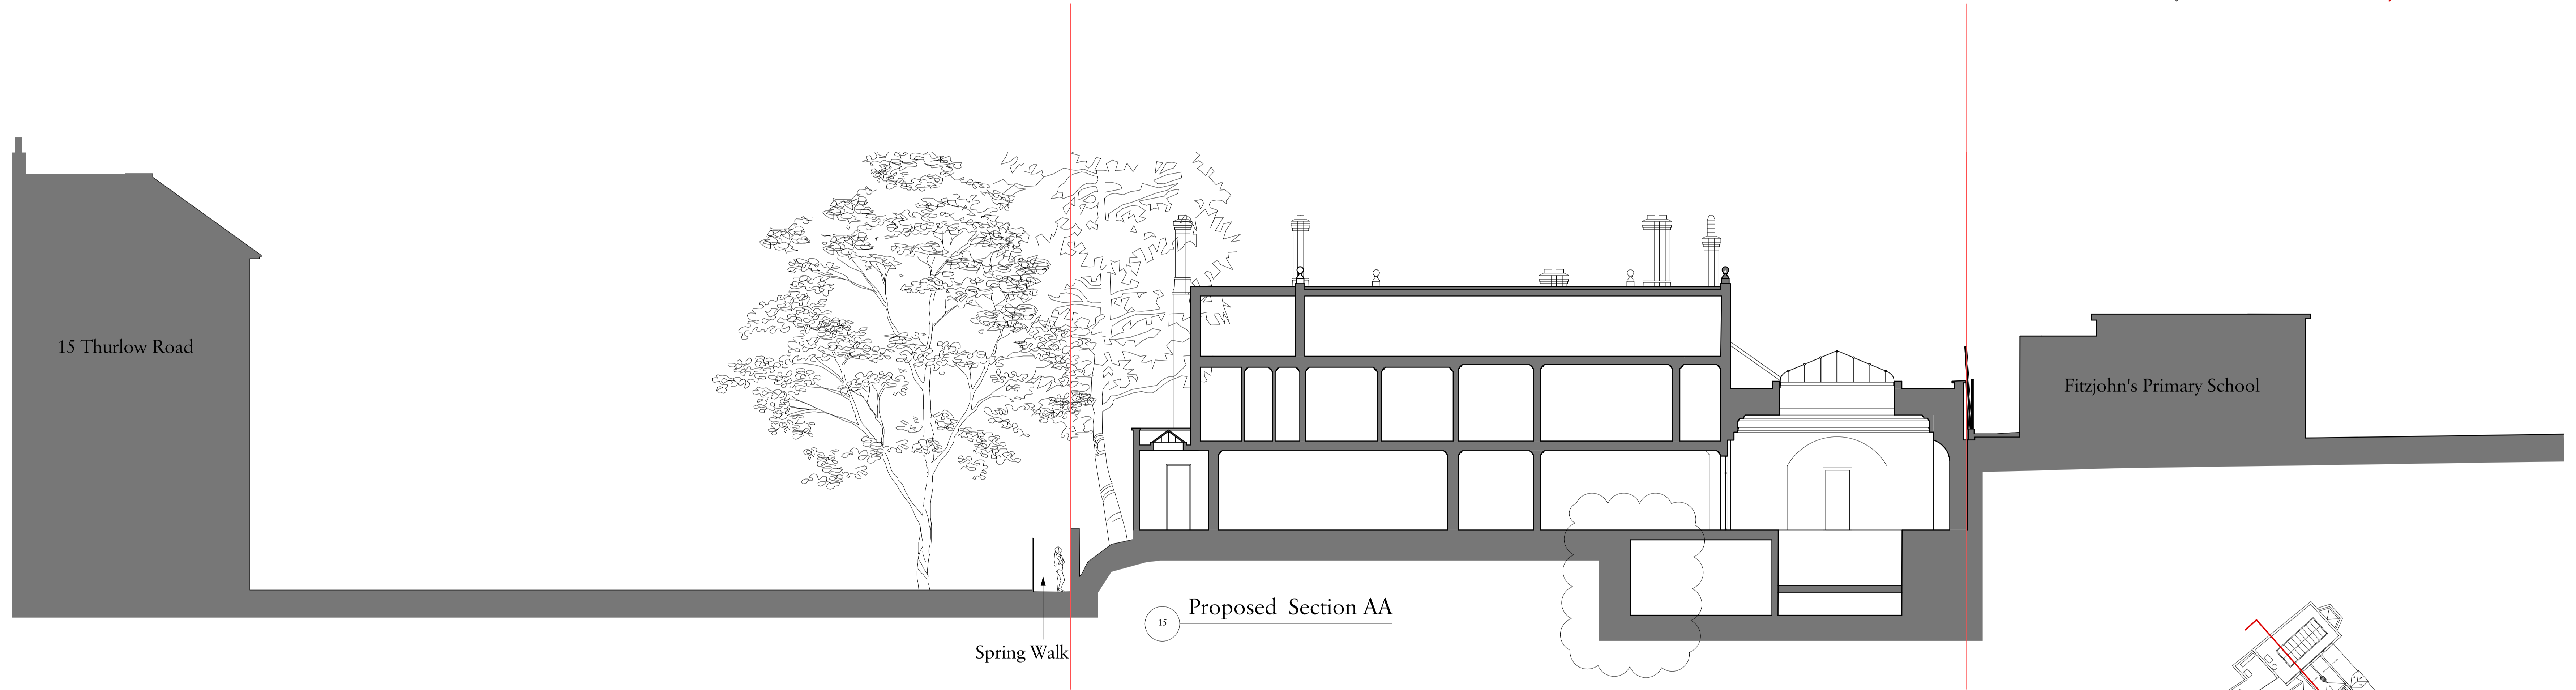 15 Thurlow Road
Fitzjohn's Primary School
15
Proposed Section AA
Spring Walk